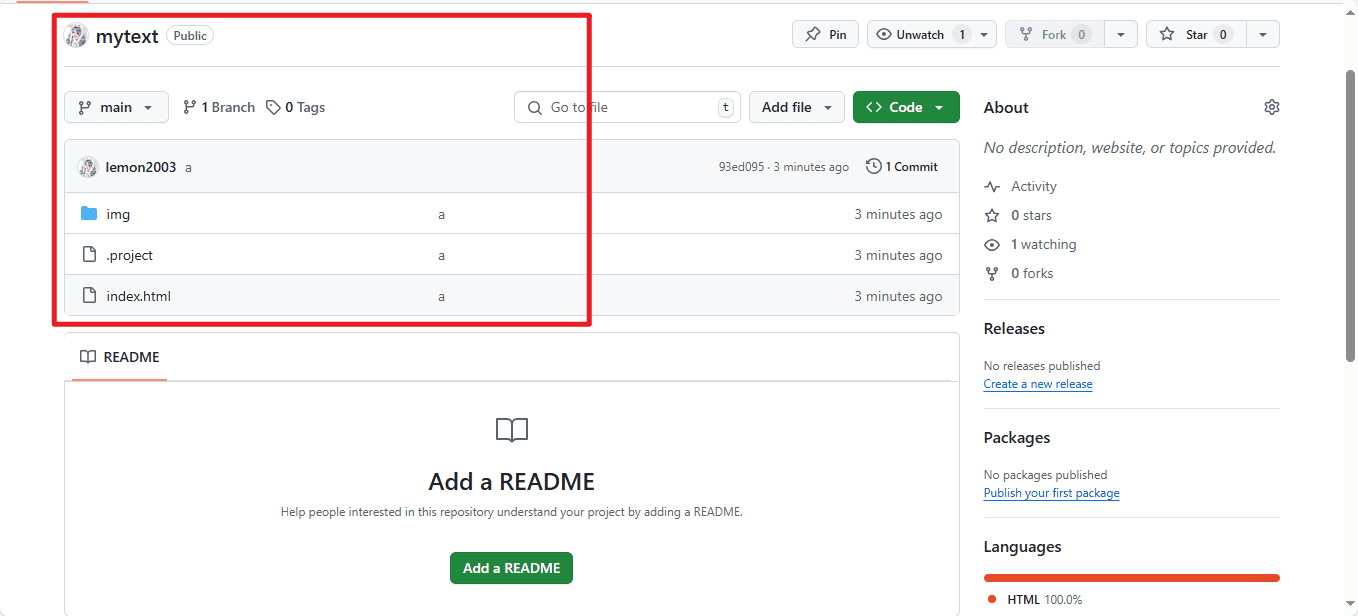 mytext Public
Pin
Unwatch 1
Fork 0
Star 0
main
1 Branch
0 Tags
Go to file
t
Add file
Code
lemon2003 a
93ed095 · 3 minutes ago
1 Commit
img a 3 minutes ago
.project a 3 minutes ago
index.html a 3 minutes ago
README
Add a README
Help people interested in this repository understand your project by adding a README.
Add a README
About
No description, website, or topics provided.
Activity
0 stars
1 watching
0 forks
Releases
No releases published
Create a new release
Packages
No packages published
Publish your first package
Languages
HTML 100.0%